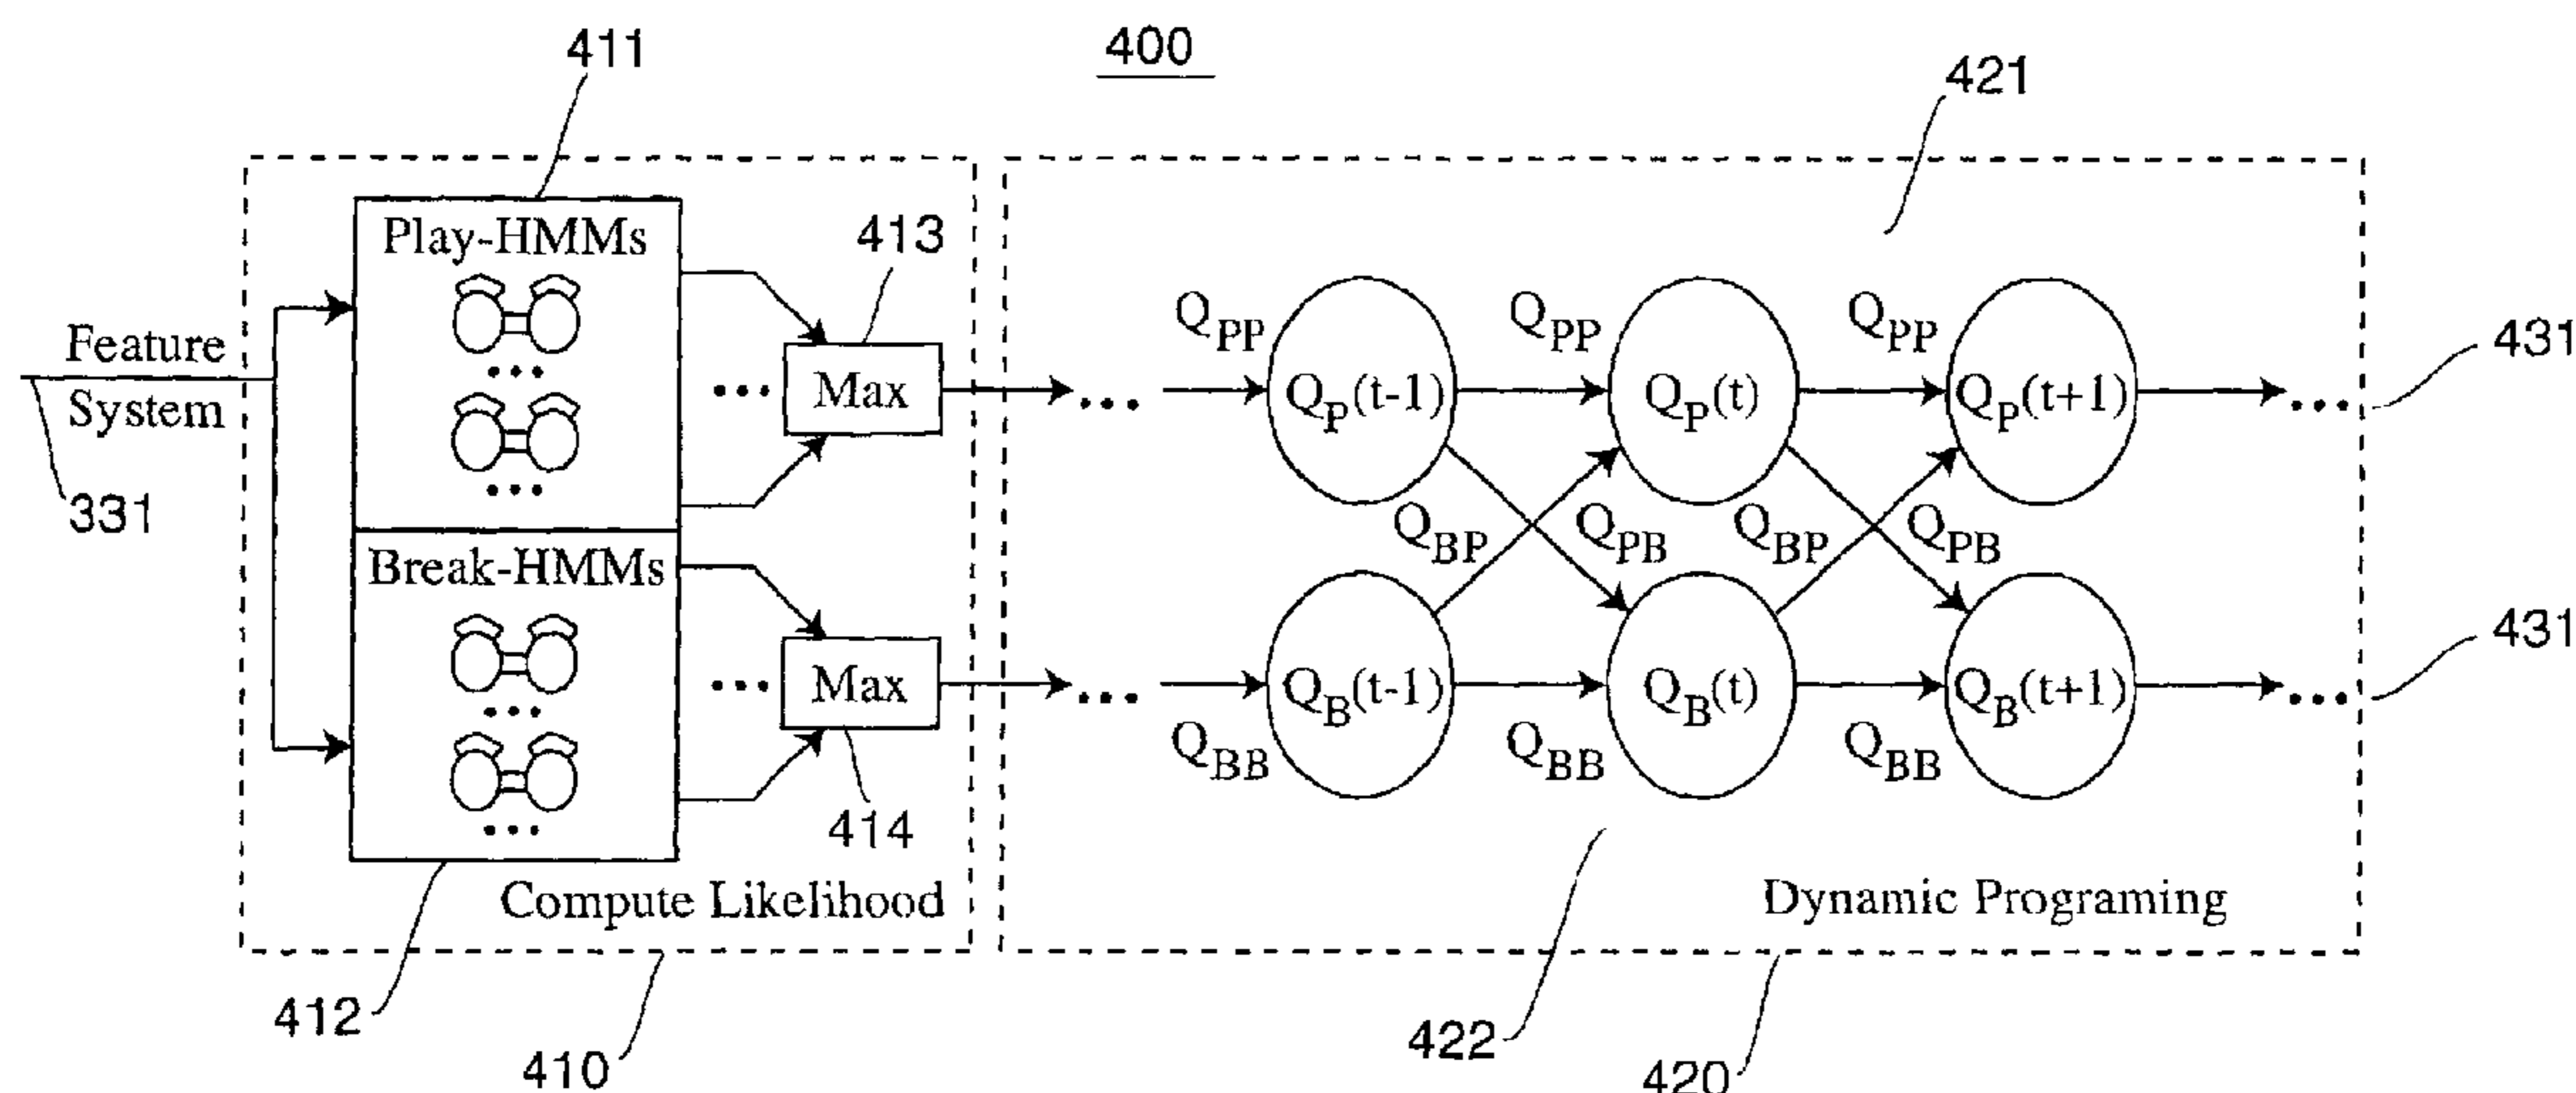 400
411
421
Play-HMMs
413
Feature
System
331
... Max
...
...
Q_PP Q_PP Q_PP
... Q_P(t-1) Q_P(t) Q_P(t+1) ...
431
Q_BP Q_PB Q_BP Q_PB
Break-HMMs
... Max
...
...
414
... Q_B(t-1) Q_B(t) Q_B(t+1) ...
431
Q_BB Q_BB Q_BB
Compute Likelihood
Dynamic Programing
412
410
422
420